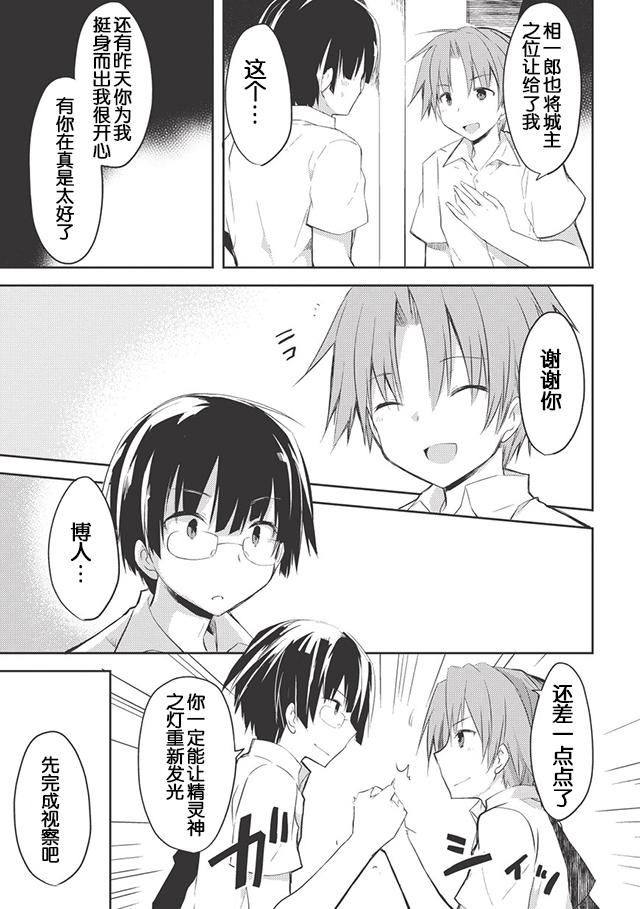 相一郎也将城主
之位让给了我
这个…
还有昨天你为我
挺身而出我很开心
有你在真是太好了
谢谢你
博人…
还差一点点了
你一定能让精灵神
之灯重新发光
ガシィッ
先完成视察吧